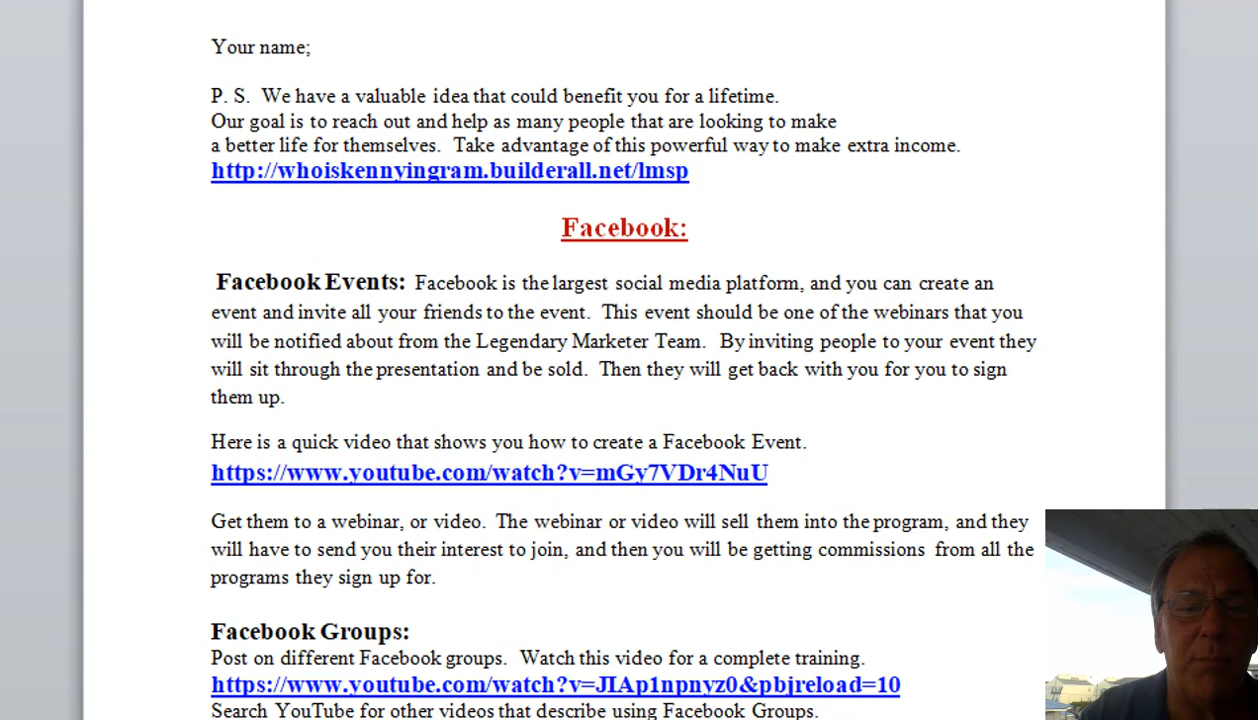 Your name;
P. S. We have a valuable idea that could benefit you for a lifetime.
Our goal is to reach out and help as many people that are looking to make
a better life for themselves. Take advantage of this powerful way to make extra income.
http://whoiskennyingram.builderall.net/lmsp
Facebook:
Facebook Events: Facebook is the largest social media platform, and you can create an
event and invite all your friends to the event. This event should be one of the webinars that you
will be notified about from the Legendary Marketer Team. By inviting people to your event they
will sit through the presentation and be sold. Then they will get back with you for you to sign
them up.
Here is a quick video that shows you how to create a Facebook Event.
https://www.youtube.com/watch?v=mGy7VDr4NuU
Get them to a webinar, or video. The webinar or video will sell them into the program, and they
will have to send you their interest to join, and then you will be getting commissions from all the
programs they sign up for.
Facebook Groups:
Post on different Facebook groups. Watch this video for a complete training.
https://www.youtube.com/watch?v=JIAp1npnyz0&pbjreload=10
Search YouTube for other videos that describe using Facebook Groups.